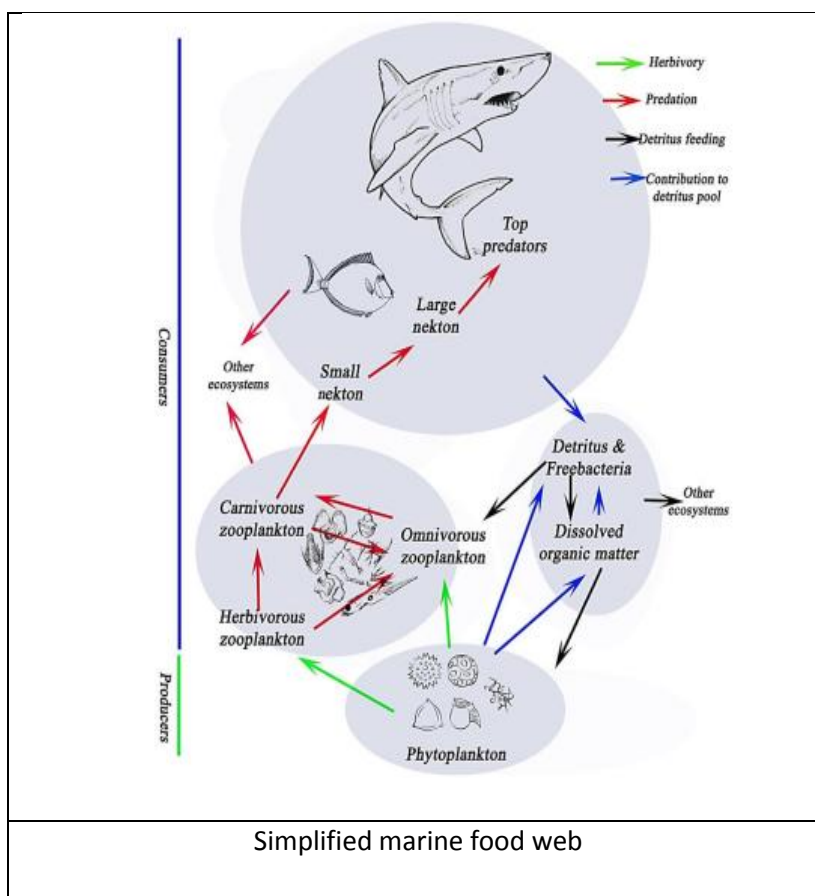 Herbivory
Predation
Detritus feeding
Contribution to
detritus pool
Top
predators
Large
nekton
Small
nekton
Other
ecosystems
Consumers
Detritus &
Freebacteria
Other
ecosystems
Dissolved
organic matter
Carnivorous
zooplankton
Omnivorous
zooplankton
Herbivorous
zooplankton
Producers
Phytoplankton
Simplified marine food web